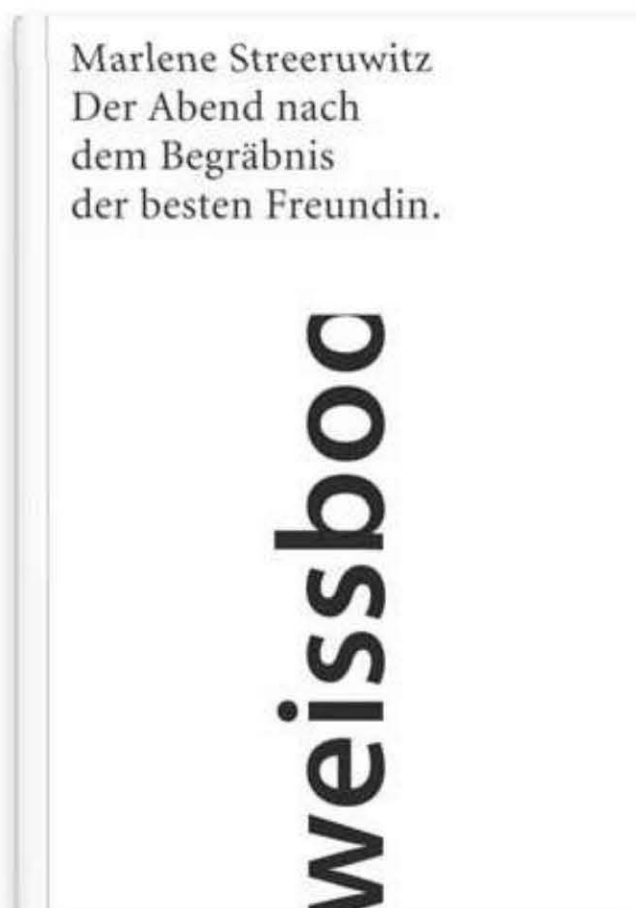 Marlene Streeruwitz
Der Abend nach
dem Begräbnis
der besten Freundin.
weissboo